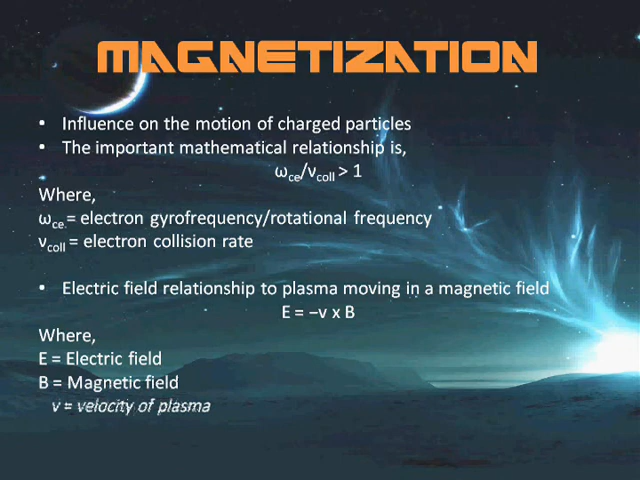 MAGNETIZATION
• Influence on the motion of charged particles
• The important mathematical relationship is,
ωce/νcoll > 1
Where,
ωce = electron gyrofrequency/rotational frequency
νcoll = electron collision rate
• Electric field relationship to plasma moving in a magnetic field
E = −v x B
Where,
E = Electric field
B = Magnetic field
v = velocity of plasma